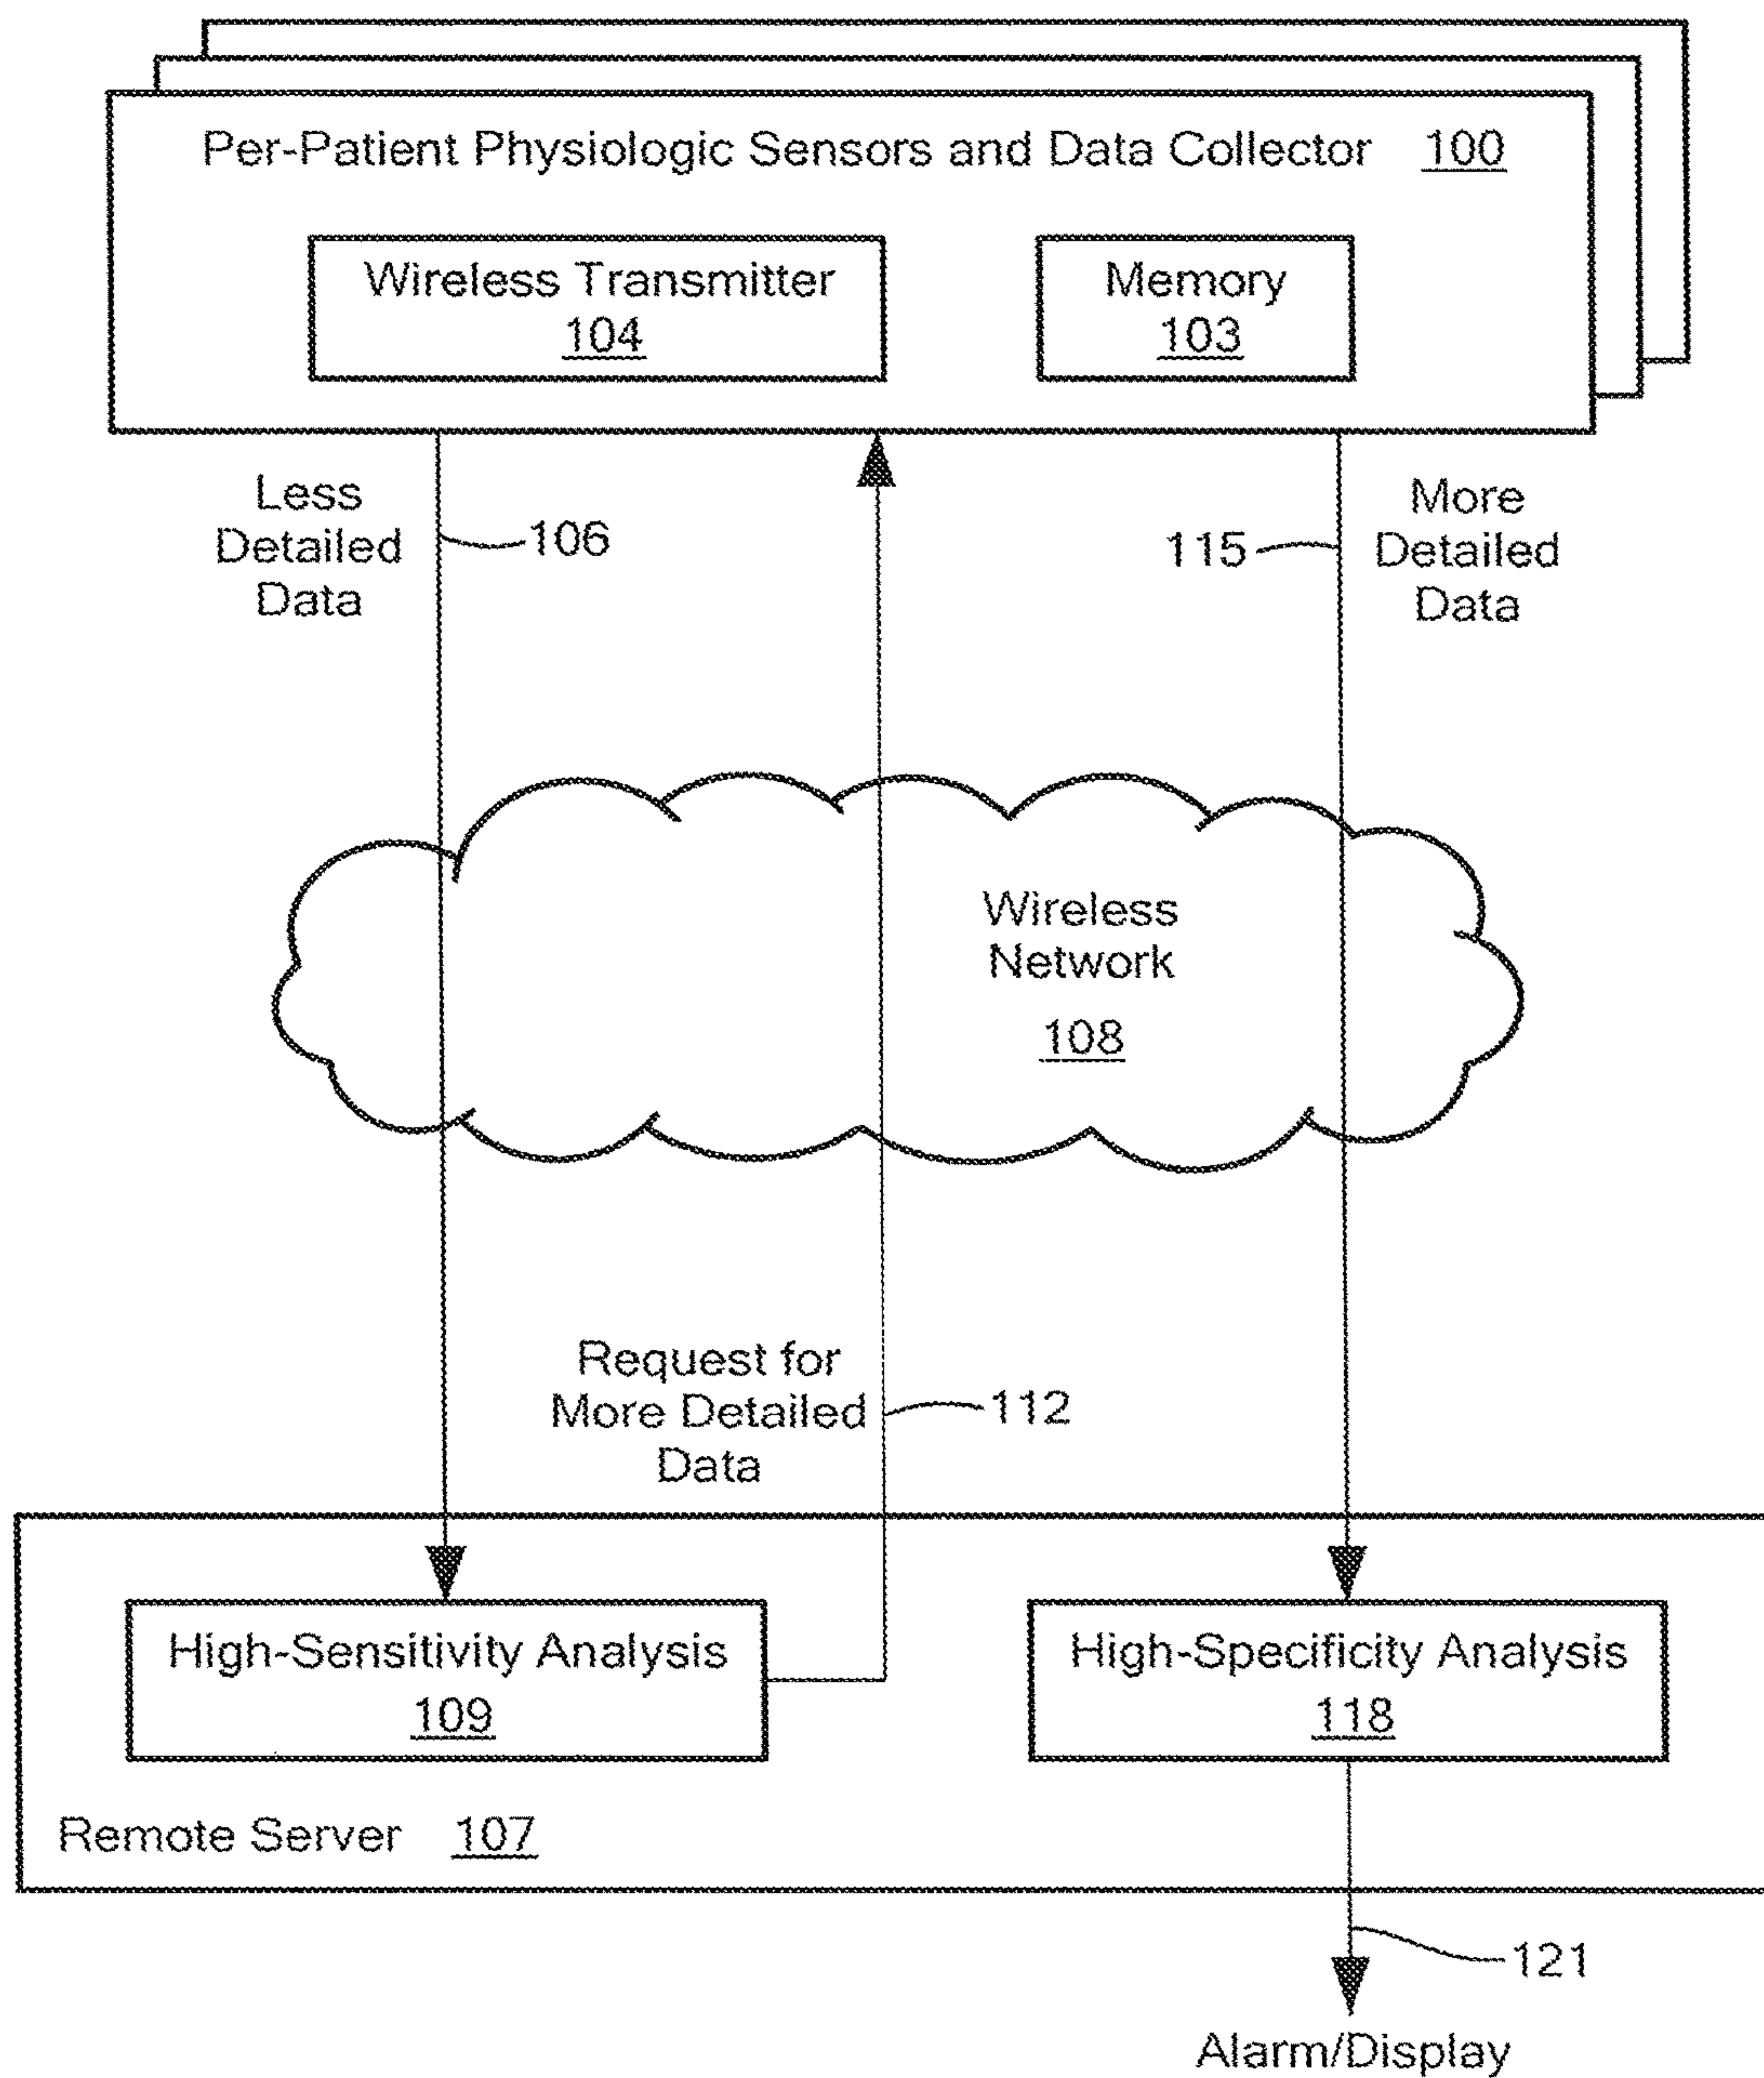 Per-Patient Physiologic Sensors and Data Collector 100
Wireless Transmitter
104
Memory
103
Less
Detailed
Data
106
115
More
Detailed
Data
Wireless
Network
108
Request for
More Detailed
Data
112
High-Sensitivity Analysis
109
High-Specificity Analysis
118
Remote Server 107
121
Alarm/Display